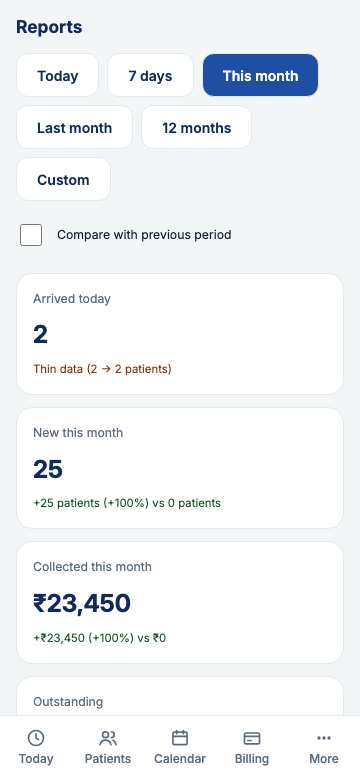 Reports
Today
7 days
This month
Last month
12 months
Custom
Compare with previous period
Arrived today
2
Thin data (2 → 2 patients)
New this month
25
+25 patients (+100%) vs 0 patients
Collected this month
₹23,450
+₹23,450 (+100%) vs ₹0
Outstanding
Today
Patients
Calendar
Billing
More